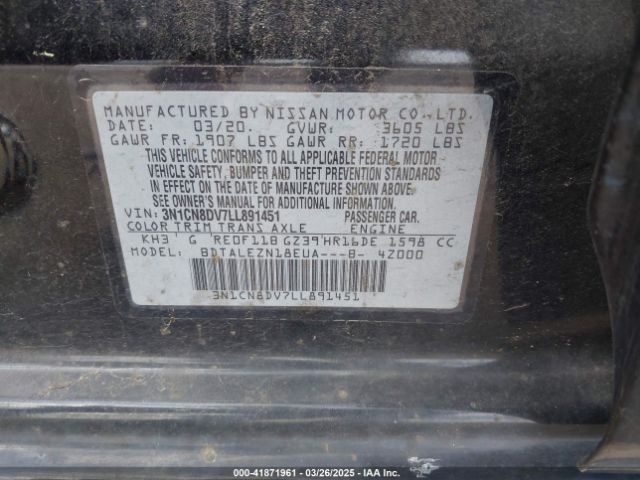 MANUFACTURED BY NISSAN MOTOR CO., LTD.
DATE: 03/20. GVWR: 3605 LBS
GAWR FR: 1907 LBS GAWR RR: 1720 LBS
THIS VEHICLE CONFORMS TO ALL APPLICABLE FEDERAL MOTOR
VEHICLE SAFETY, BUMPER AND THEFT PREVENTION STANDARDS
IN EFFECT ON THE DATE OF MANUFACTURE SHOWN ABOVE.
SEE OWNER'S MANUAL FOR ADDITIONAL INFORMATION.
VIN: 3N1CN8DV7LL891451 PASSENGER CAR.
COLOR TRIM TRANS AXLE ENGINE
KH3 G RE0F11B GZ39 HR16DE 1598 CC
MODEL: BDTALEZN18EUA---B- 4Z000
3N1CN8DV7LL891451
000-41871961 | 03/26/2025 | IAA Inc.